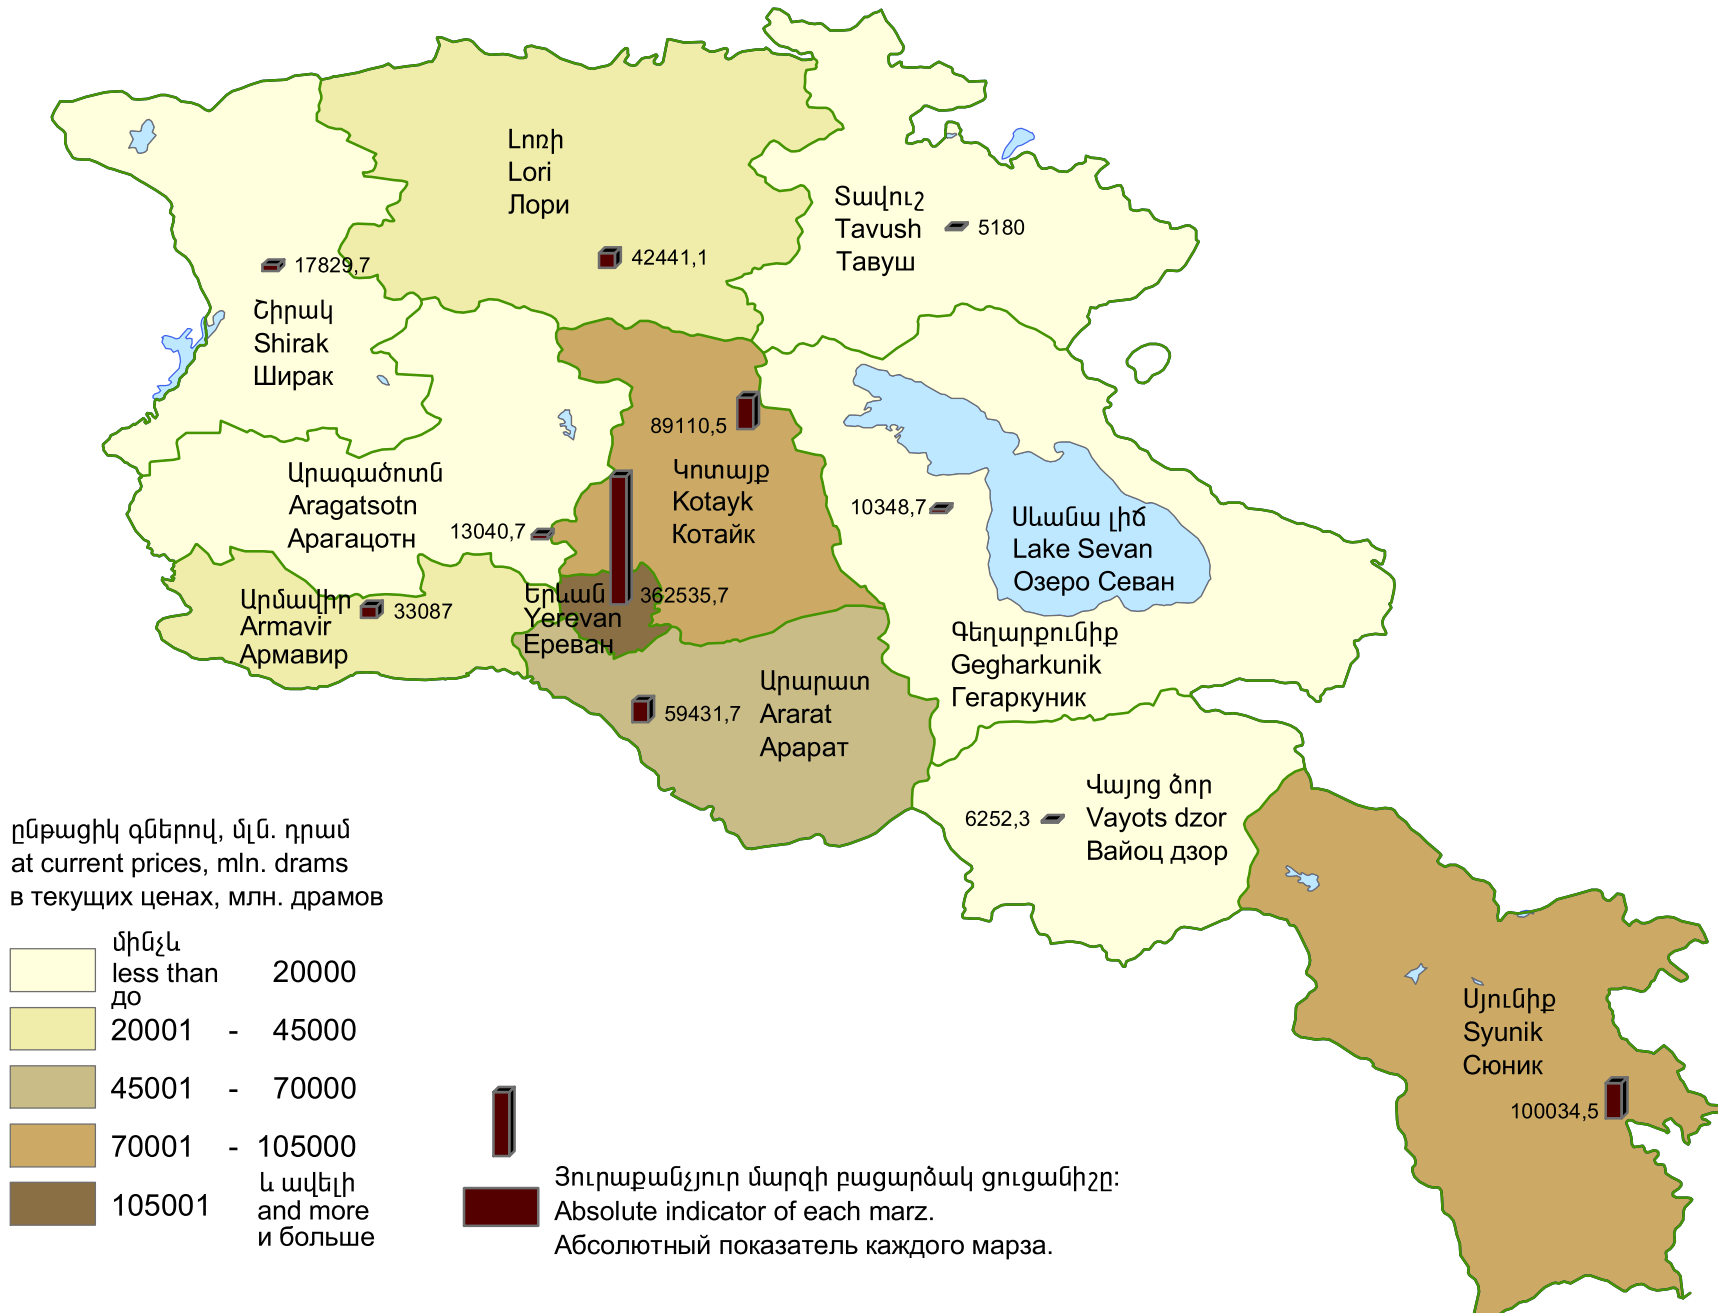 Լոռի
Lori
Лори
42441,1
Տավուշ
Tavush
Тавуш
5180
17829,7
Շիրակ
Shirak
Ширак
89110,5
Կոտայք
Kotayk
Котайк
Արագածոտն
Aragatsotn
Арагацотн
13040,7
10348,7
Սևանա լիճ
Lake Sevan
Озеро Севан
Արմավիր
Armavir
Армавир
33087
Երևան
Yerevan
Ереван
362535,7
Գեղարքունիք
Gegharkunik
Гегаркуник
Արարատ
Ararat
Арарат
59431,7
Վայոց ձոր
Vayots dzor
Вайоц дзор
6252,3
Սյունիք
Syunik
Сюник
100034,5
ընթացիկ գներով, մլն. դրամ
at current prices, mln. drams
в текущих ценах, млн. драмов
մինչև
less than 20000
до
20001 - 45000
45001 - 70000
70001 - 105000
105001 և ավելի
and more
и больше
Յուրաքանչյուր մարզի բացարձակ ցուցանիշը:
Absolute indicator of each marz.
Абсолютный показатель каждого марза.